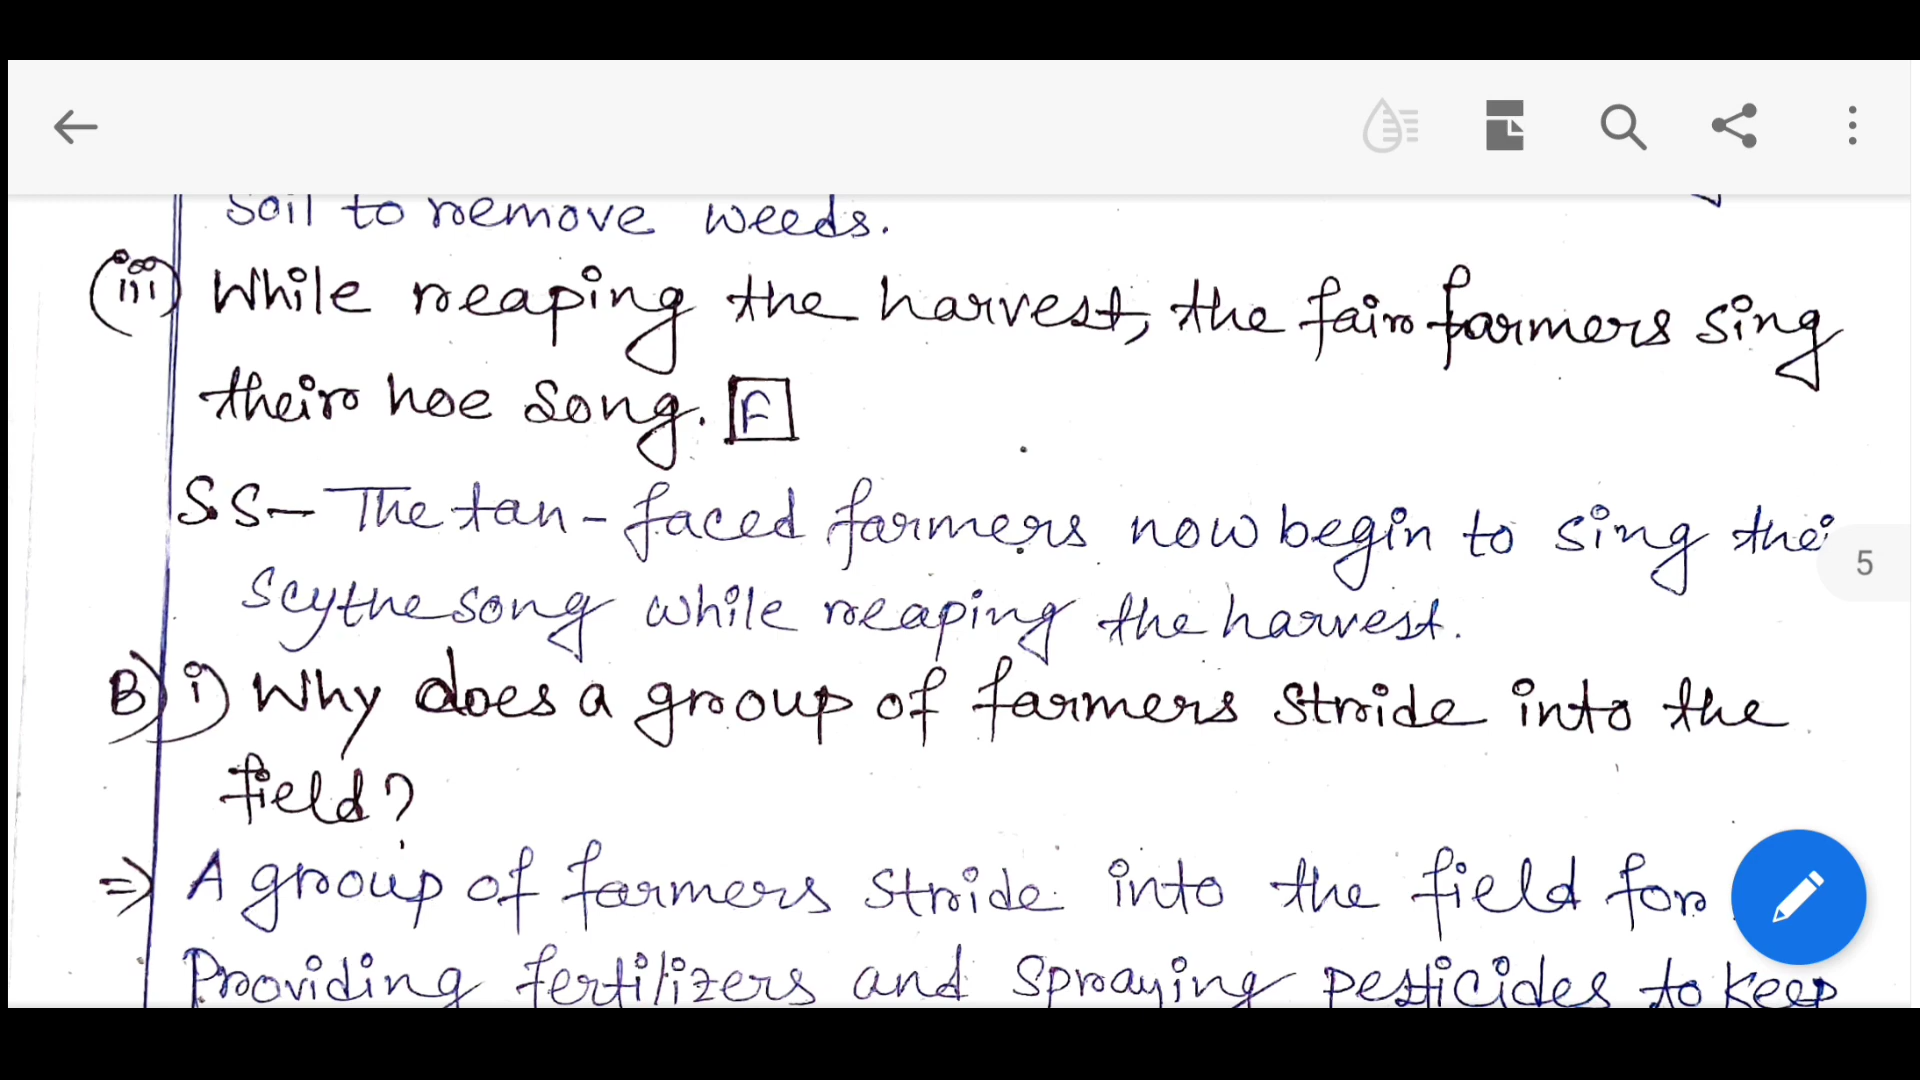 soil to remove weeds.
(iii) While reaping the harvest, the fair farmers sing
their hoe song. F
S.S- The tan-faced farmers now begin to sing the
5
scythe song while reaping the harvest.
B) i) Why does a group of farmers stride into the
field?
⇒ A group of farmers stride into the field for
Providing fertilizers and spraying pesticides to keep